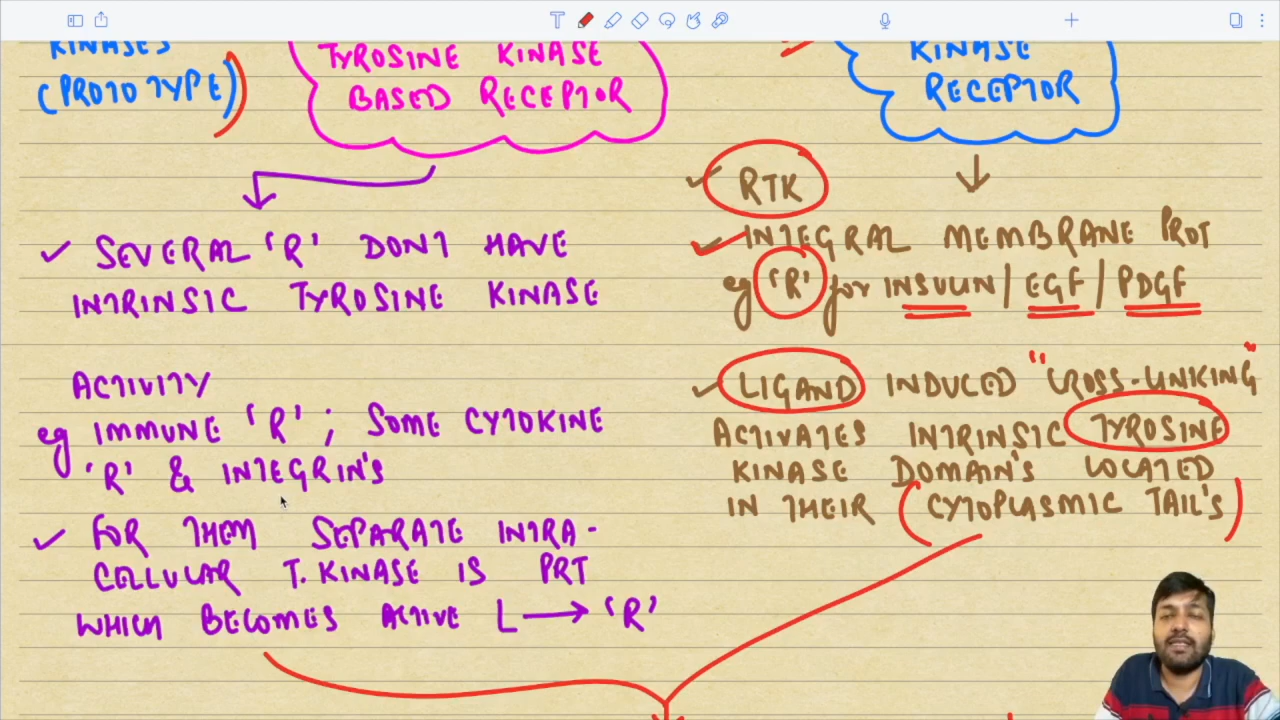 KINASES
(PROTOTYPE)
TYROSINE KINASE
BASED RECEPTOR
KINASE
RECEPTOR
✓ SEVERAL 'R' DONT HAVE
INTRINSIC TYROSINE KINASE
ACTIVITY
eg IMMUNE 'R' ; SOME CYTOKINE
'R' & INTEGRIN'S
✓ FOR THEM SEPARATE INTRA-
CELLULAR T. KINASE IS PRT
WHICH BECOMES ACTIVE L → 'R'
✓ RTK
✓ INTEGRAL MEMBRANE PROT
eg 'R' for INSULIN / EGF / PDGF
✓ LIGAND INDUCED "CROSS-LINKING"
ACTIVATES INTRINSIC TYROSINE
KINASE DOMAIN'S LOCATED
IN THEIR (CYTOPLASMIC TAIL'S)